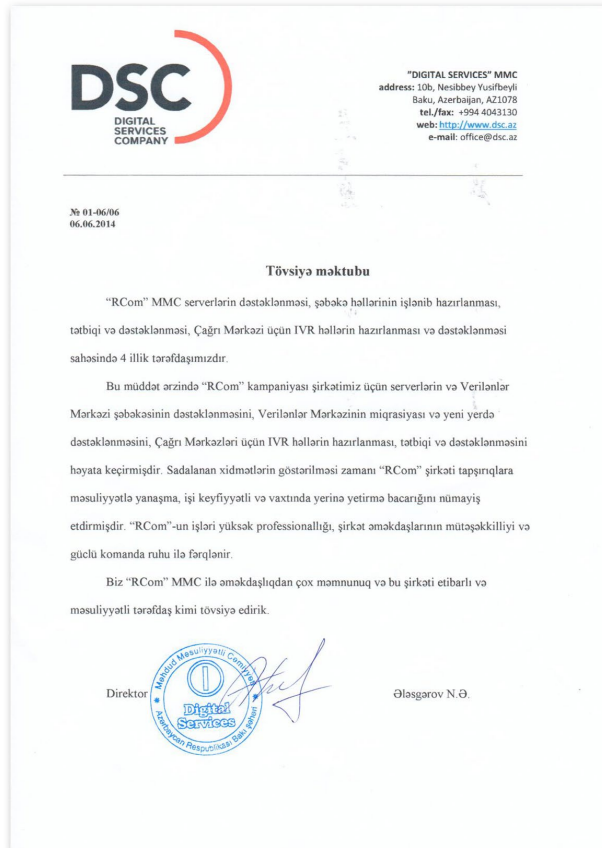 DSC
DIGITAL
SERVICES
COMPANY
"DIGITAL SERVICES" MMC
address: 10b, Nesibbey Yusifbeyli
Baku, Azerbaijan, AZ1078
tel./fax: +994 4043130
web: http://www.dsc.az
e-mail: office@dsc.az
№ 01-06/06
06.06.2014
Tövsiyə məktubu
"RCom" MMC serverlərin dəstəklənməsi, şəbəkə həllərinin işlənib hazırlanması,
tətbiqi və dəstəklənməsi, Çağrı Mərkəzi üçün IVR həllərin hazırlanması və dəstəklənməsi
sahəsində 4 illik tərəfdaşımızdır.
Bu müddət ərzində "RCom" kampaniyası şirkətimiz üçün serverlərin və Verilənlər
Mərkəzi şəbəkəsinin dəstəklənməsini, Verilənlər Mərkəzinin miqrasiyası və yeni yerdə
dəstəklənməsini, Çağrı Mərkəzləri üçün IVR həllərin hazırlanması, tətbiqi və dəstəklənməsini
həyata keçirmişdir. Sadalanan xidmətlərin göstərilməsi zamanı "RCom" şirkəti tapşırıqlara
məsuliyyətlə yanaşma, işi keyfiyyətli və vaxtında yerinə yetirmə bacarığını nümayiş
etdirmişdir. "RCom"-un işləri yüksək professionallığı, şirkət əməkdaşlarının mütəşəkkilliyi və
güclü komanda ruhu ilə fərqlənir.
Biz "RCom" MMC ilə əməkdaşlıqdan çox məmnunuq və bu şirkəti etibarlı və
məsuliyyətli tərəfdaş kimi tövsiyə edirik.
Direktor
Ələsgərov N.Ə.
Məhdud Məsuliyyətli Cəmiyyət
Digital
Services
Azərbaycan Respublikası Bakı şəhəri